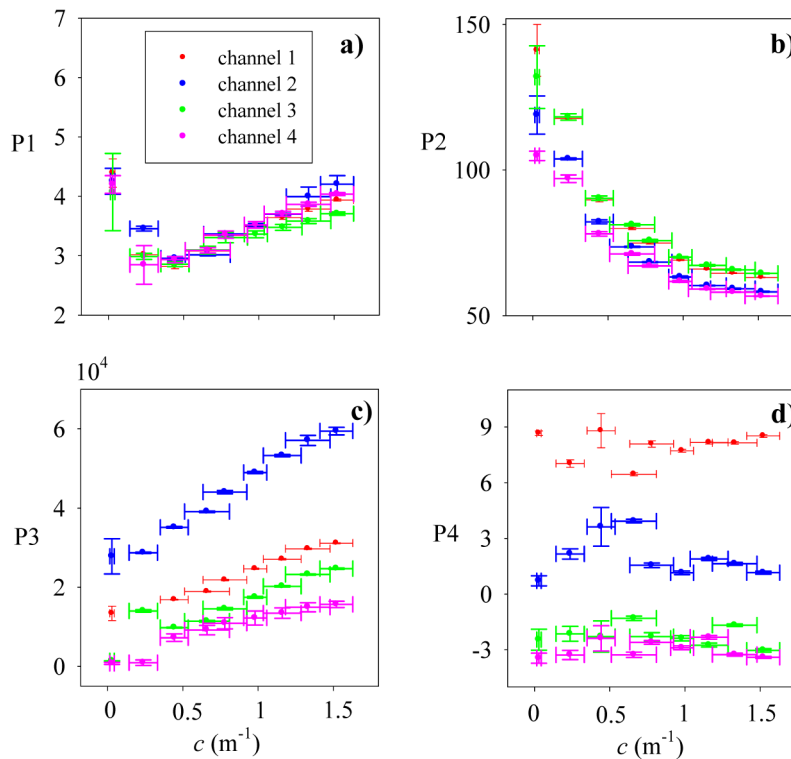 7
6
5
4
3
2
P1
a)
channel 1
channel 2
channel 3
channel 4
150
100
50
P2
b)
10⁴
6
4
2
0
P3
c)
0 0.5 1 1.5
c (m⁻¹)
9
6
3
0
-3
P4
d)
0 0.5 1 1.5
c (m⁻¹)